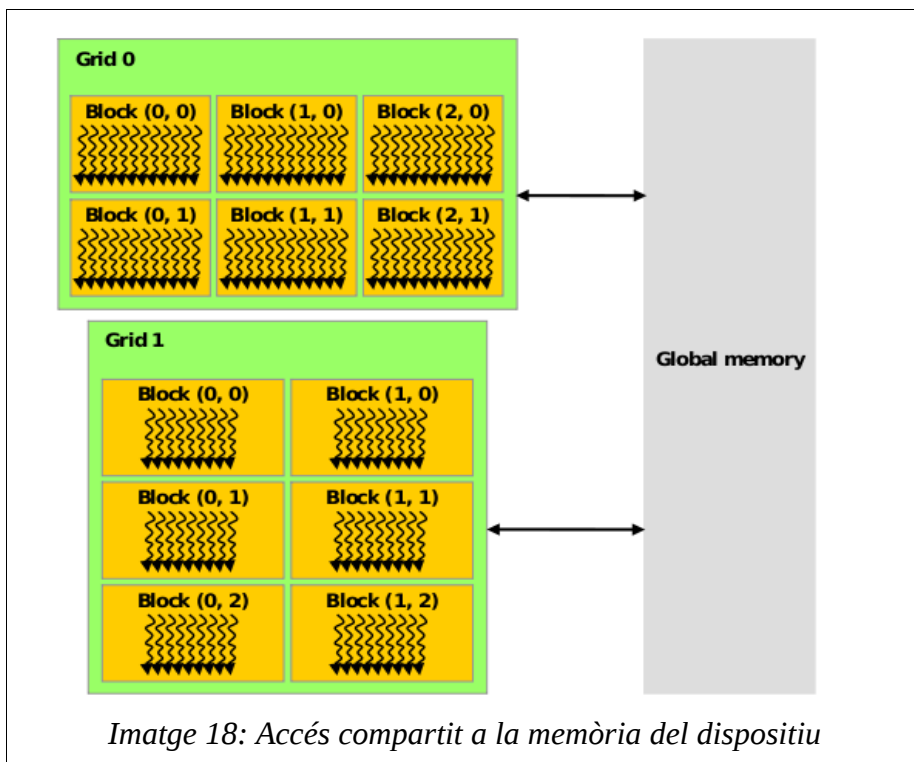 Grid 0
Block (0, 0) Block (1, 0) Block (2, 0)
Block (0, 1) Block (1, 1) Block (2, 1)
Grid 1
Global memory
Block (0, 0) Block (1, 0)
Block (0, 1) Block (1, 1)
Block (0, 2) Block (1, 2)
Imatge 18: Accés compartit a la memòria del dispositiu